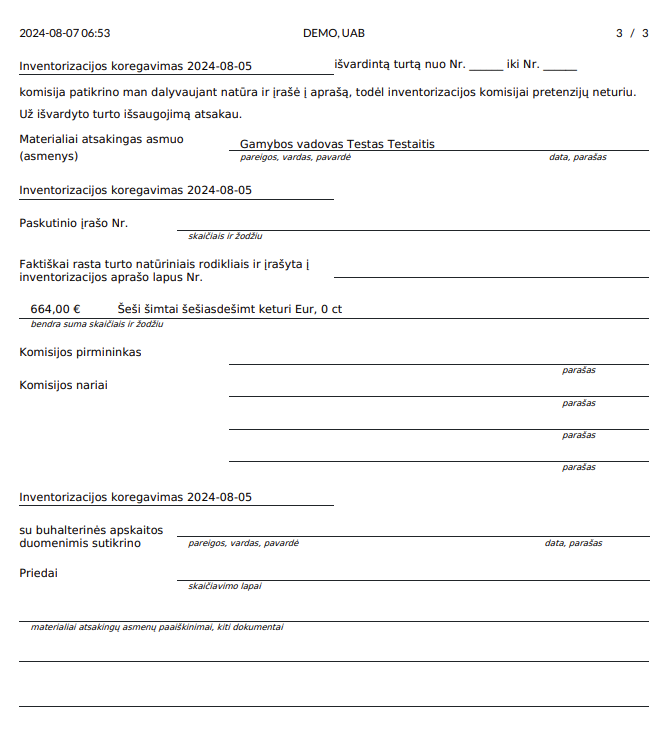 2024-08-07 06:53 DEMO, UAB 3 / 3
Inventorizacijos koregavimas 2024-08-05 išvardintą turtą nuo Nr. ______ iki Nr. ______
komisija patikrino man dalyvaujant natūra ir įrašė į aprašą, todėl inventorizacijos komisijai pretenzijų neturiu.
Už išvardyto turto išsaugojimą atsakau.
Materialiai atsakingas asmuo
(asmenys)
Gamybos vadovas Testas Testaitis
pareigos, vardas, pavardė data, parašas
Inventorizacijos koregavimas 2024-08-05
Paskutinio įrašo Nr.
skaičiais ir žodžiu
Faktiškai rasta turto natūriniais rodikliais ir įrašyta į
inventorizacijos aprašo lapus Nr.
664,00 € Šeši šimtai šešiasdešimt keturi Eur, 0 ct
bendra suma skaičiais ir žodžiu
Komisijos pirmininkas
parašas
Komisijos nariai
parašas
parašas
parašas
Inventorizacijos koregavimas 2024-08-05
su buhalterinės apskaitos
duomenimis sutikrino
pareigos, vardas, pavardė data, parašas
Priedai
skaičiavimo lapai
materialiai atsakingų asmenų paaiškinimai, kiti dokumentai